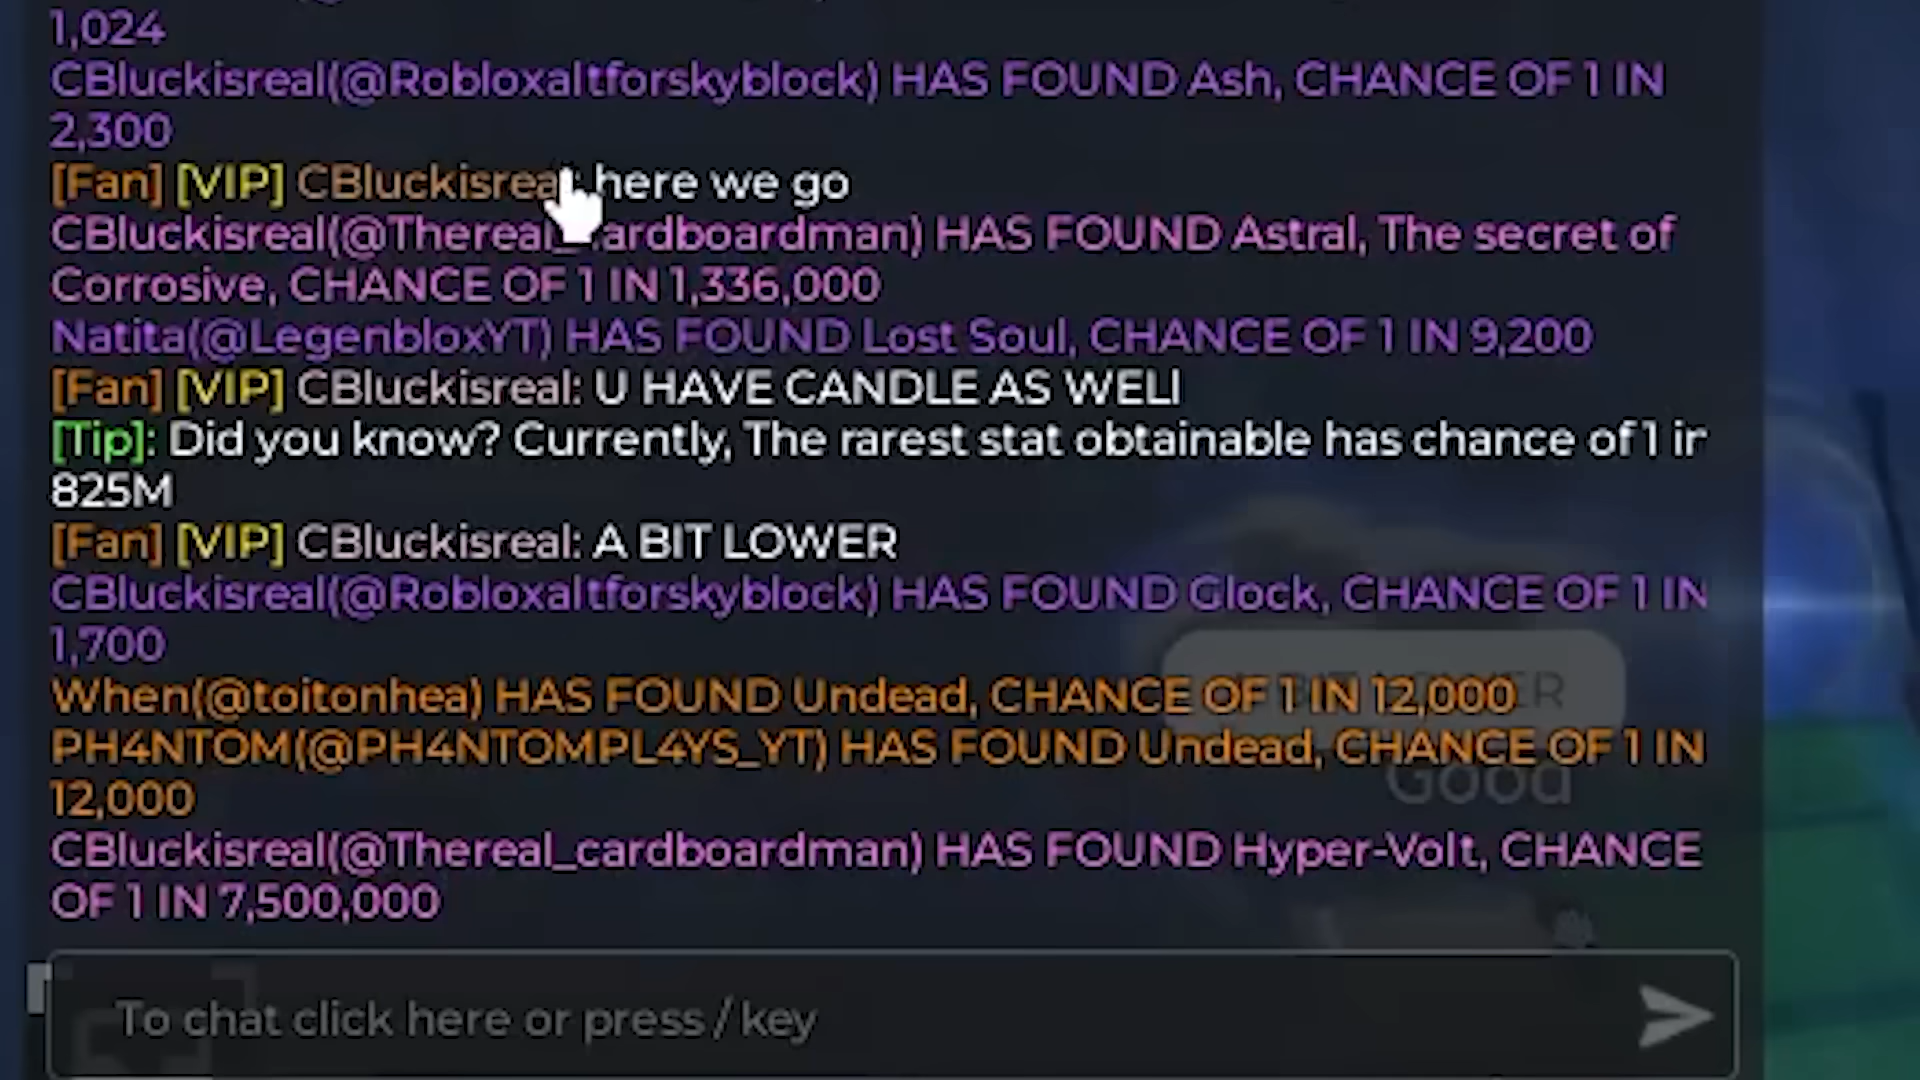 1,024
CBluckisreal(@Robloxaltforskyblock) HAS FOUND Ash, CHANCE OF 1 IN
2,300
[Fan] [VIP] CBluckisreal: here we go
CBluckisreal(@Thereal_cardboardman) HAS FOUND Astral, The secret of
Corrosive, CHANCE OF 1 IN 1,336,000
Natita(@LegenbloxYT) HAS FOUND Lost Soul, CHANCE OF 1 IN 9,200
[Fan] [VIP] CBluckisreal: U HAVE CANDLE AS WELl
[Tip]: Did you know? Currently, The rarest stat obtainable has chance of 1 in
825M
[Fan] [VIP] CBluckisreal: A BIT LOWER
CBluckisreal(@Robloxaltforskyblock) HAS FOUND Glock, CHANCE OF 1 IN
1,700
When(@toitonhea) HAS FOUND Undead, CHANCE OF 1 IN 12,000
PH4NTOM(@PH4NTOMPL4YS_YT) HAS FOUND Undead, CHANCE OF 1 IN
12,000
Good
CBluckisreal(@Thereal_cardboardman) HAS FOUND Hyper-Volt, CHANCE
OF 1 IN 7,500,000
To chat click here or press / key